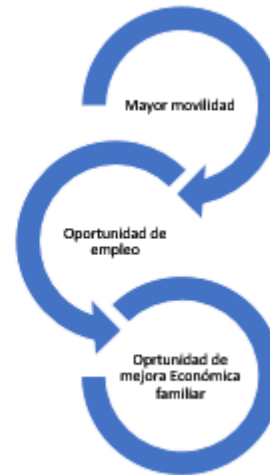 Mayor movilidad
Oportunidad de
empleo
Oprtunidad de
mejora Económica
familiar